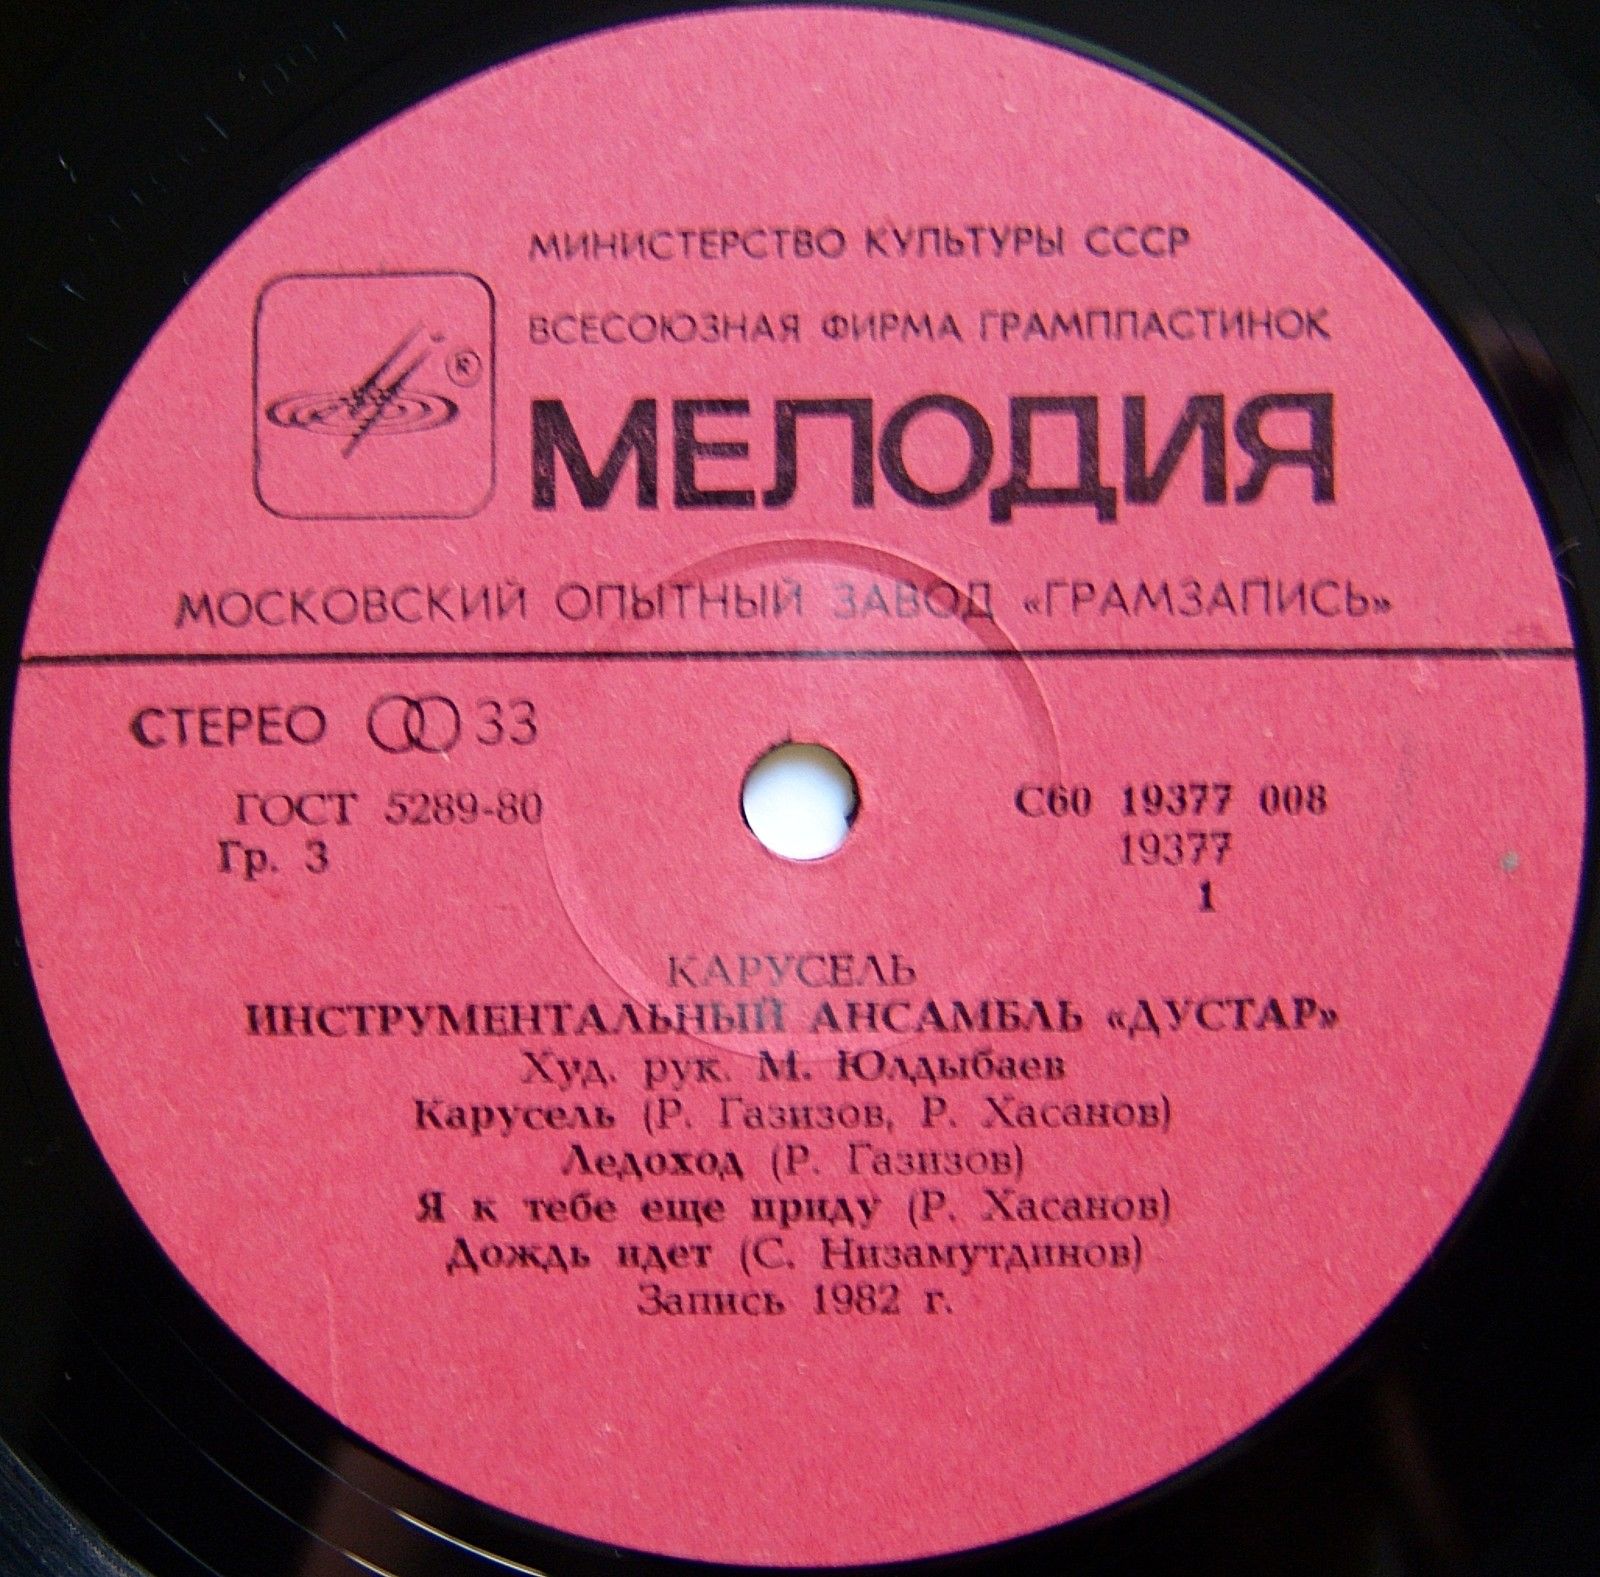 МИНИСТЕРСТВО КУЛЬТУРЫ СССР
ВСЕСОЮЗНАЯ ФИРМА ГРАМПЛАСТИНОК
®
МЕЛОДИЯ
МОСКОВСКИЙ ОПЫТНЫЙ ЗАВОД «ГРАМЗАПИСЬ»
СТЕРЕО 33
ГОСТ 5289-80
Гр. 3
С60 19377 008
19377
1
КАРУСЕЛЬ
ИНСТРУМЕНТАЛЬНЫЙ АНСАМБЛЬ «ДУСТАР»
Худ. рук. М. Юлдыбаев
Карусель (Р. Газизов, Р. Хасанов)
Ледоход (Р. Газизов)
Я к тебе еще приду (Р. Хасанов)
Дождь идет (С. Низамутдинов)
Запись 1982 г.